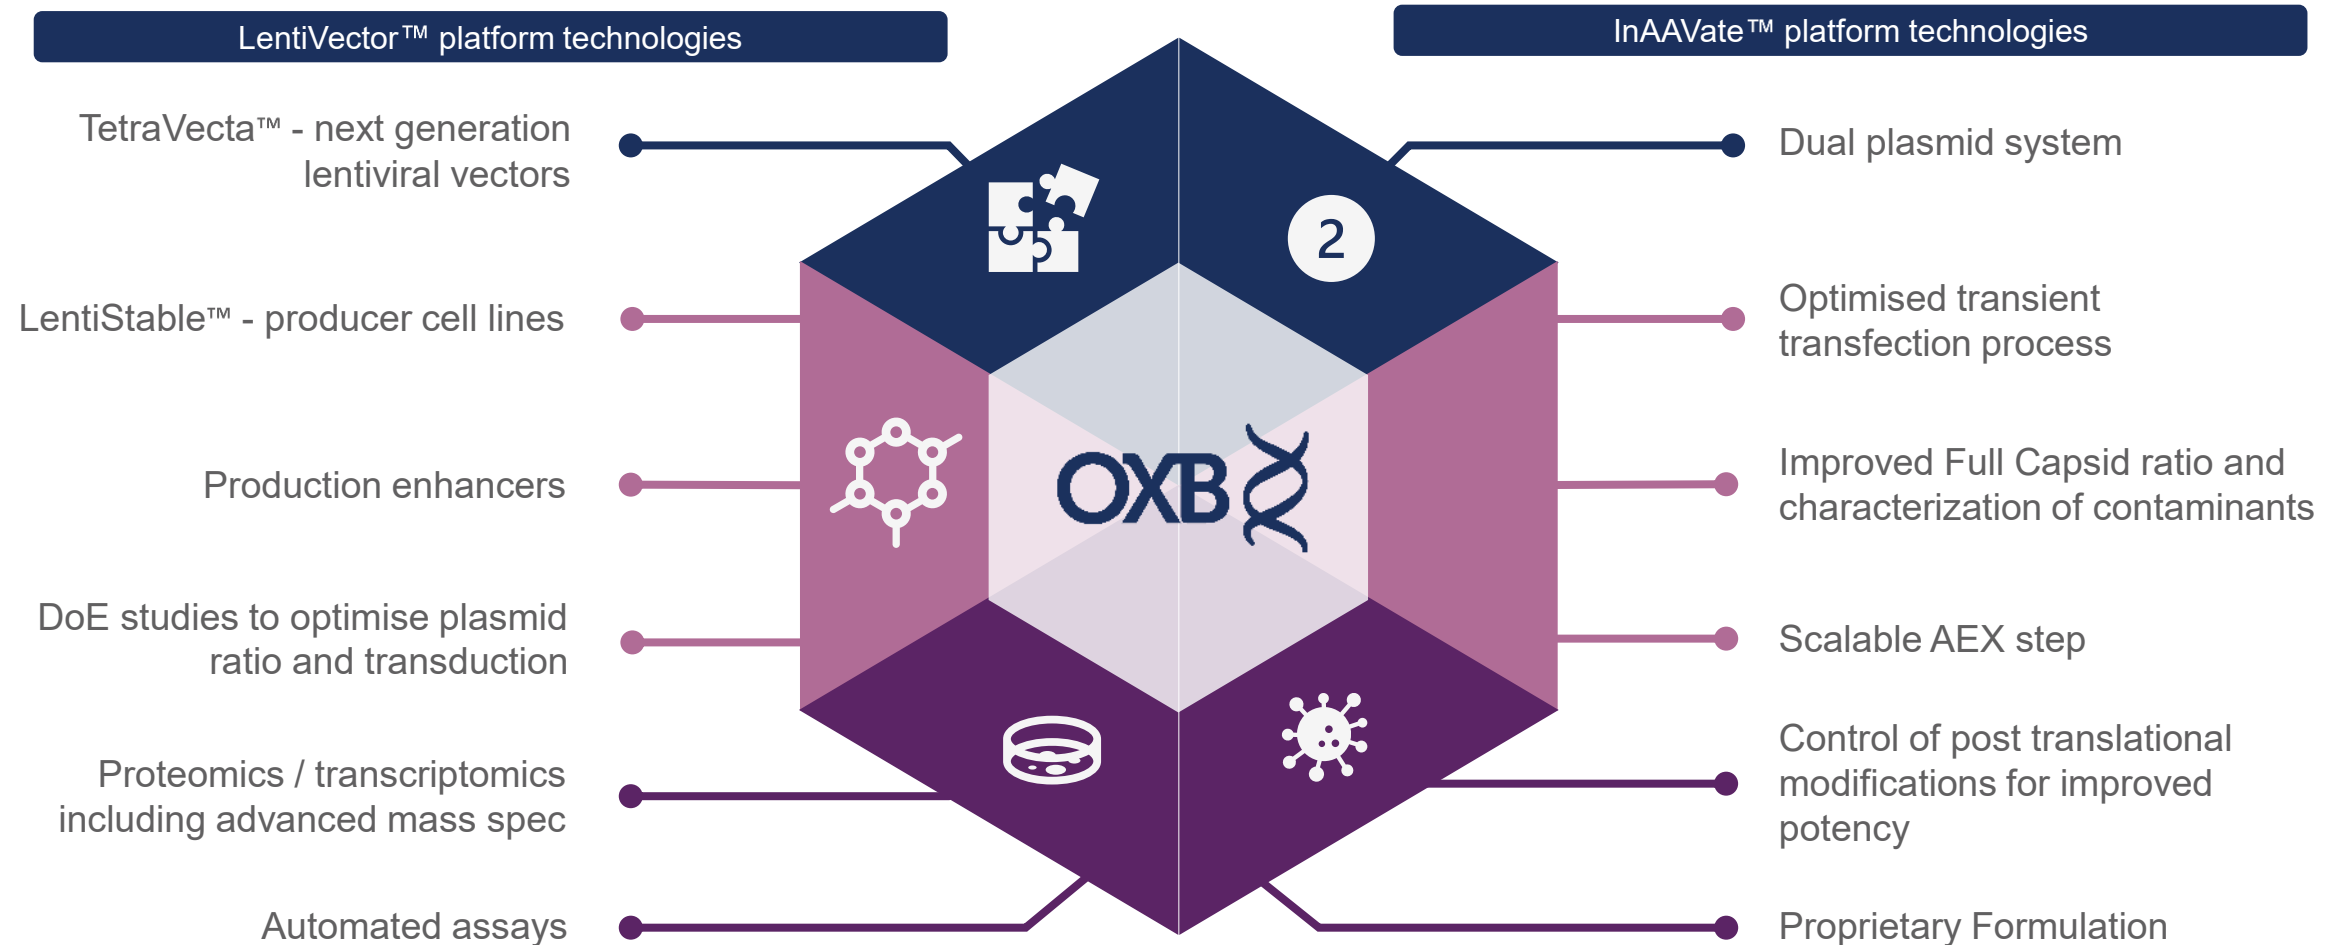 LentiVector™ platform technologies
InAAVate™ platform technologies
TetraVecta™ - next generation
lentiviral vectors
LentiStable™ - producer cell lines
Production enhancers
DoE studies to optimise plasmid
ratio and transduction
Proteomics / transcriptomics
including advanced mass spec
Automated assays
2
OXB
Dual plasmid system
Optimised transient
transfection process
Improved Full Capsid ratio and
characterization of contaminants
Scalable AEX step
Control of post translational
modifications for improved
potency
Proprietary Formulation